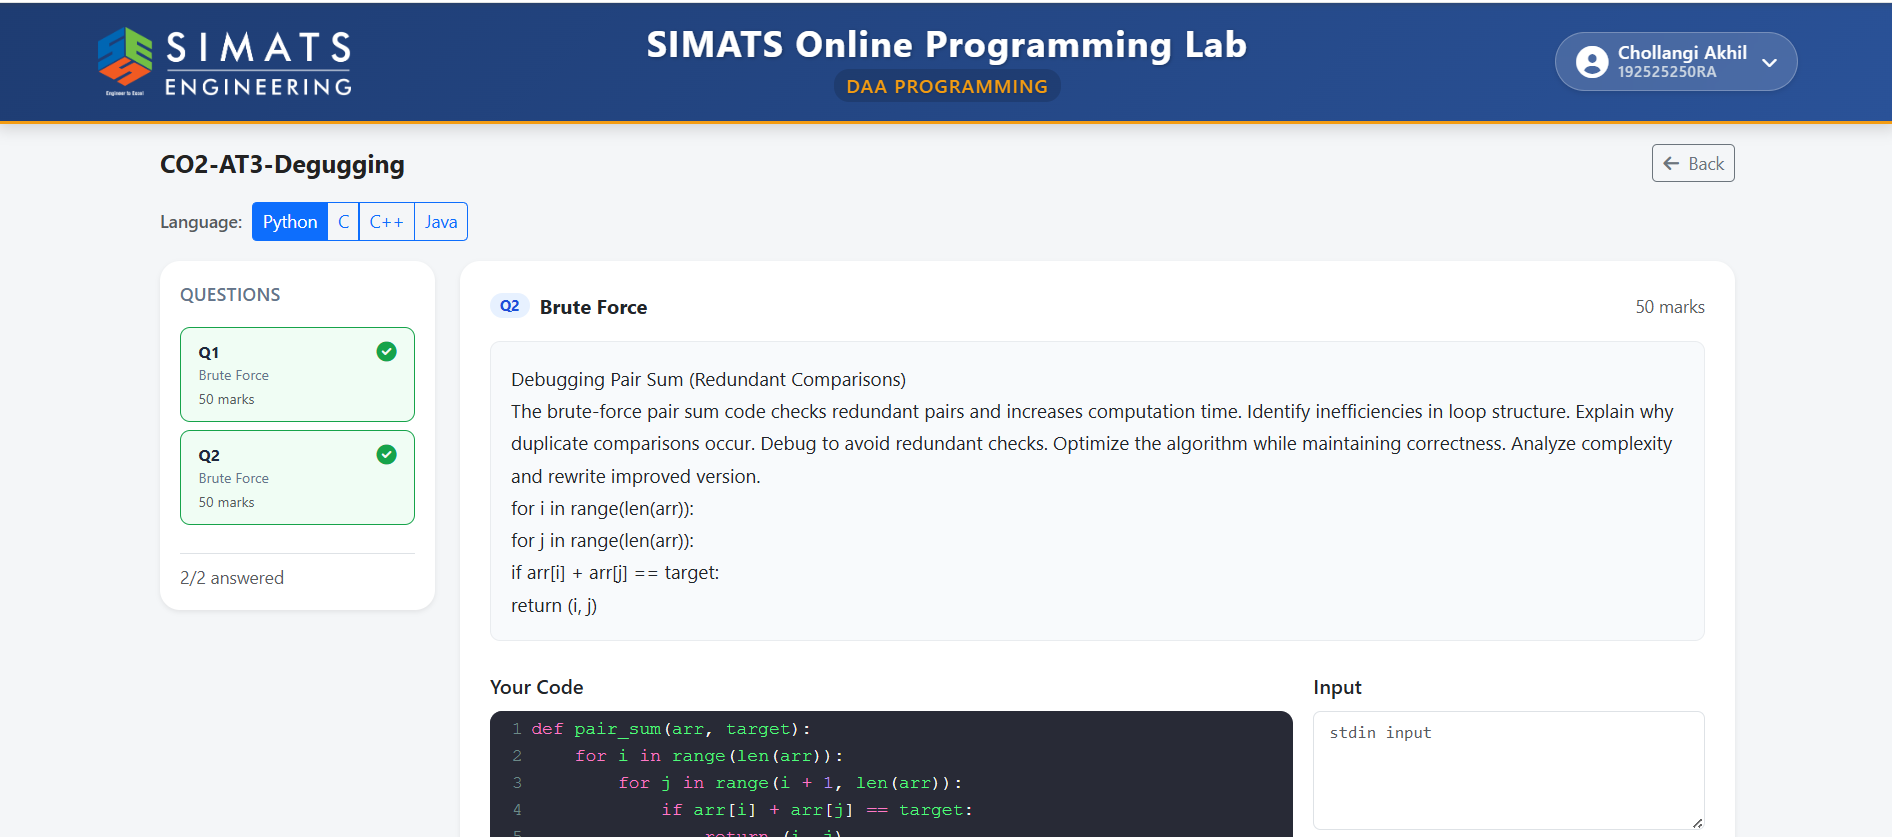 SIMATS
ENGINEERING
Engineer to Excel
SIMATS Online Programming Lab
DAA PROGRAMMING
Chollangi Akhil
192525250RA
CO2-AT3-Degugging
Back
Language: Python C C++ Java
QUESTIONS
Q1
Brute Force
50 marks
Q2
Brute Force
50 marks
2/2 answered
Q2 Brute Force
50 marks
Debugging Pair Sum (Redundant Comparisons)
The brute-force pair sum code checks redundant pairs and increases computation time. Identify inefficiencies in loop structure. Explain why
duplicate comparisons occur. Debug to avoid redundant checks. Optimize the algorithm while maintaining correctness. Analyze complexity
and rewrite improved version.
for i in range(len(arr)):
for j in range(len(arr)):
if arr[i] + arr[j] == target:
return (i, j)
Your Code
1 def pair_sum(arr, target):
2     for i in range(len(arr)):
3         for j in range(i + 1, len(arr)):
4             if arr[i] + arr[j] == target:
5                 return (i, j)
Input
stdin input